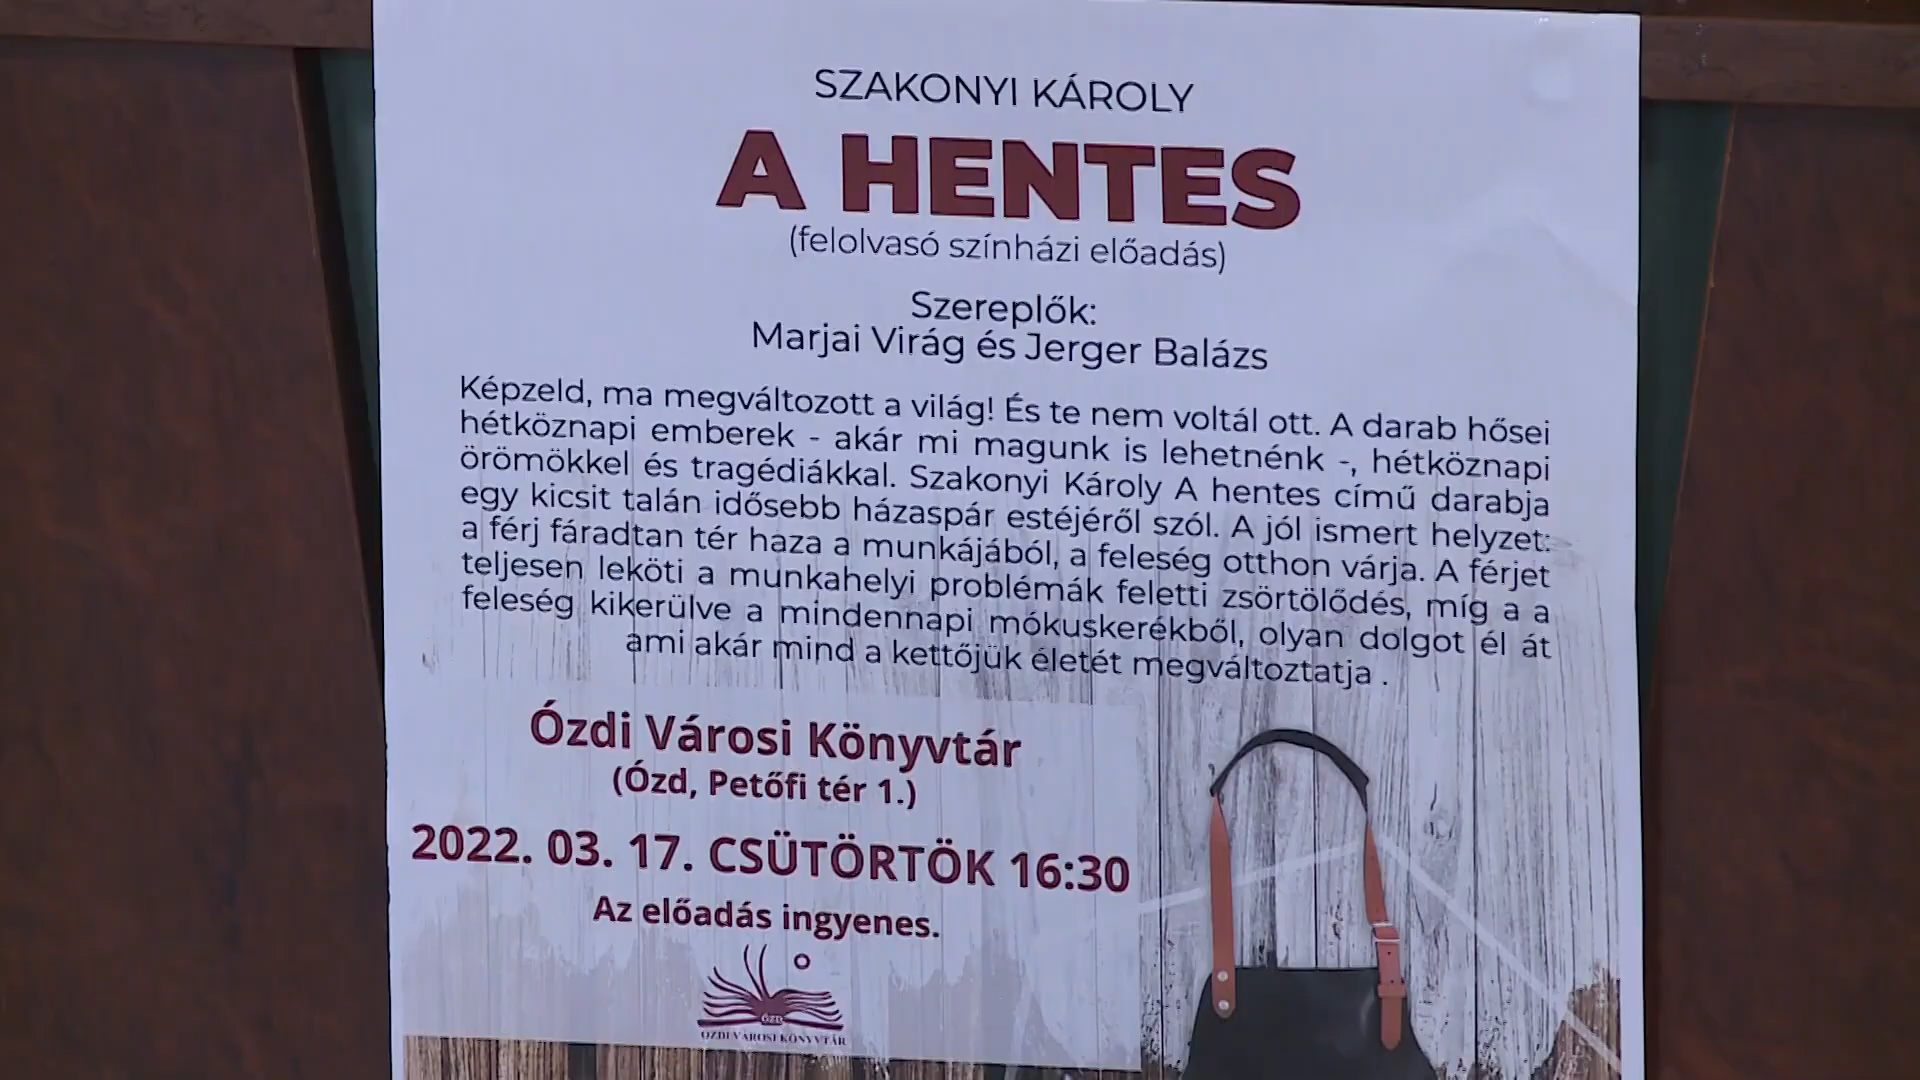 SZAKONYI KÁROLY
A HENTES
(felolvasó színházi előadás)
Szereplők:
Marjai Virág és Jerger Balázs
Képzeld, ma megváltozott a világ! És te nem voltál ott. A darab hősei
hétköznapi emberek - akár mi magunk is lehetnénk -, hétköznapi
örömökkel és tragédiákkal. Szakonyi Károly A hentes című darabja
egy kicsit talán idősebb házaspár estéjéről szól. A jól ismert helyzet:
a férj fáradtan tér haza a munkájából, a feleség otthon várja. A férjet
teljesen leköti a munkahelyi problémák feletti zsörtölődés, míg a a
feleség kikerülve a mindennapi mókuskerékből, olyan dolgot él át
ami akár mind a kettőjük életét megváltoztatja .
Ózdi Városi Könyvtár
(Ózd, Petőfi tér 1.)
2022. 03. 17. CSÜTÖRTÖK 16:30
Az előadás ingyenes.
ÓZD
ÓZDI VÁROSI KÖNYVTÁR